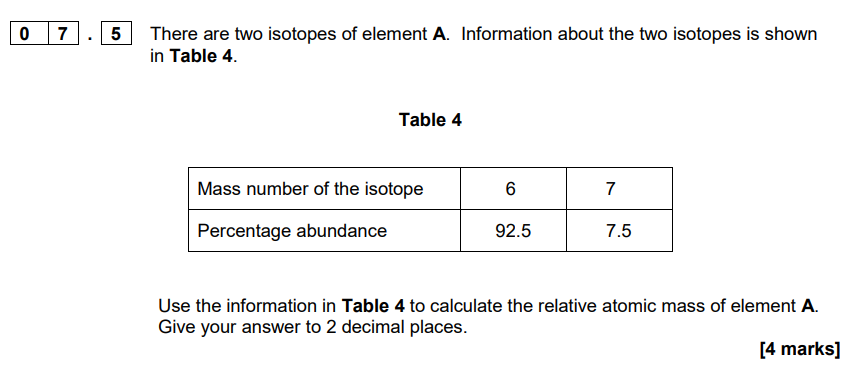 0 7 . 5 There are two isotopes of element A. Information about the two isotopes is shown
in Table 4.
Table 4
Mass number of the isotope 6 7
Percentage abundance 92.5 7.5
Use the information in Table 4 to calculate the relative atomic mass of element A.
Give your answer to 2 decimal places.
[4 marks]